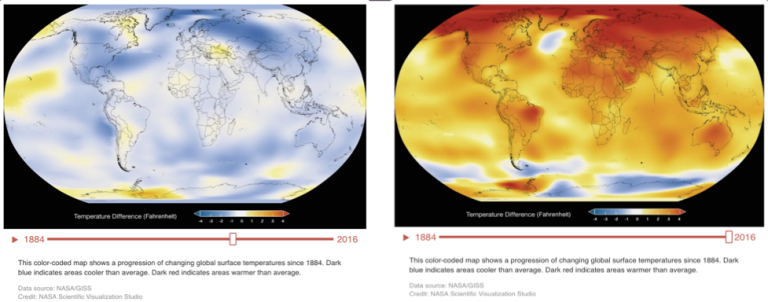 Temperature Difference (Fahrenheit)
-4 -3 -2 -1 0 1 2 3 4
1884 2016
This color-coded map shows a progression of changing global surface temperatures since 1884. Dark
blue indicates areas cooler than average. Dark red indicates areas warmer than average.
Data source: NASA/GISS
Credit: NASA Scientific Visualization Studio
Temperature Difference (Fahrenheit)
-4 -3 -2 -1 0 1 2 3 4
1884 2016
This color-coded map shows a progression of changing global surface temperatures since 1884. Dark
blue indicates areas cooler than average. Dark red indicates areas warmer than average.
Data source: NASA/GISS
Credit: NASA Scientific Visualization Studio